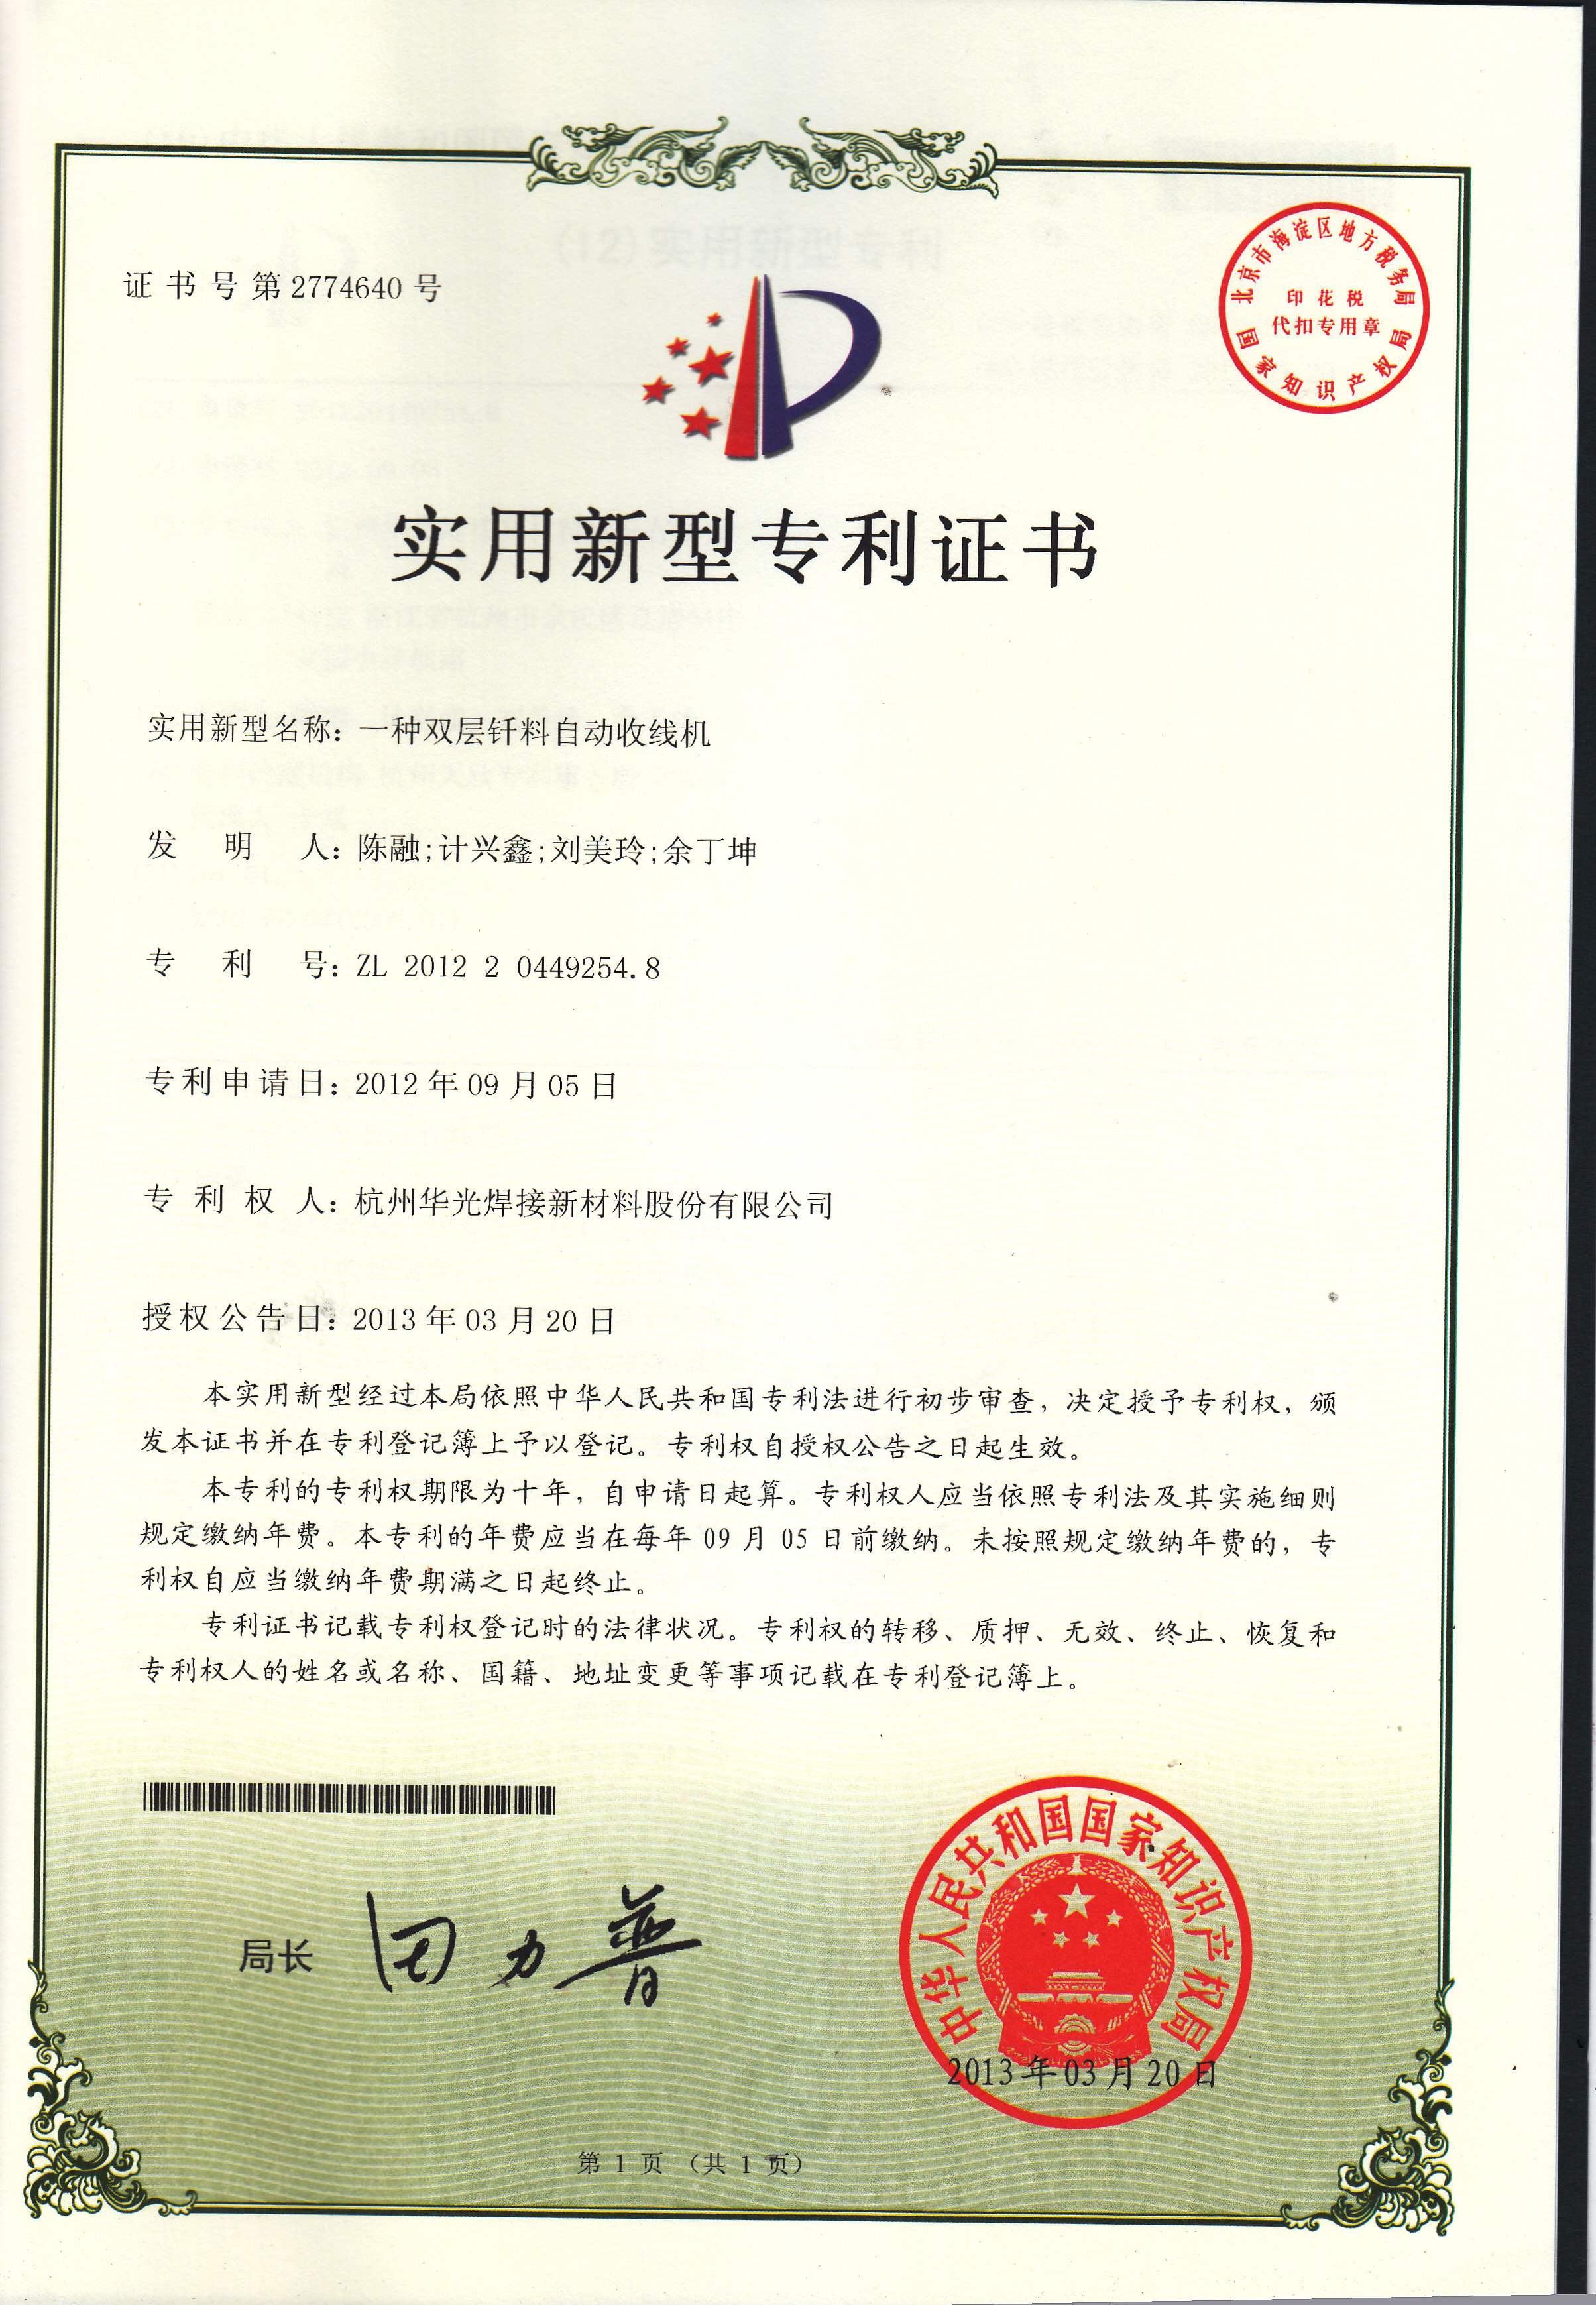 证书号第2774640号
北京市海淀区地方税务局
印花税
代扣专用章
国家知识产权局
实用新型专利证书
实用新型名称：一种双层钎料自动收线机
发明人：陈融;计兴鑫;刘美玲;余丁坤
专利号：ZL 2012 2 0449254.8
专利申请日：2012年09月05日
专利权人：杭州华光焊接新材料股份有限公司
授权公告日：2013年03月20日
本实用新型经过本局依照中华人民共和国专利法进行初步审查，决定授予专利权，颁
发本证书并在专利登记簿上予以登记。专利权自授权公告之日起生效。
本专利的专利权期限为十年，自申请日起算。专利权人应当依照专利法及其实施细则
规定缴纳年费。本专利的年费应当在每年 09 月 05 日前缴纳。未按照规定缴纳年费的，专
利权自应当缴纳年费期满之日起终止。
专利证书记载专利权登记时的法律状况。专利权的转移、质押、无效、终止、恢复和
专利权人的姓名或名称、国籍、地址变更等事项记载在专利登记簿上。
局长 田力普
中华人民共和国国家知识产权局
2013年03月20日
第 1 页 （共 1 页）